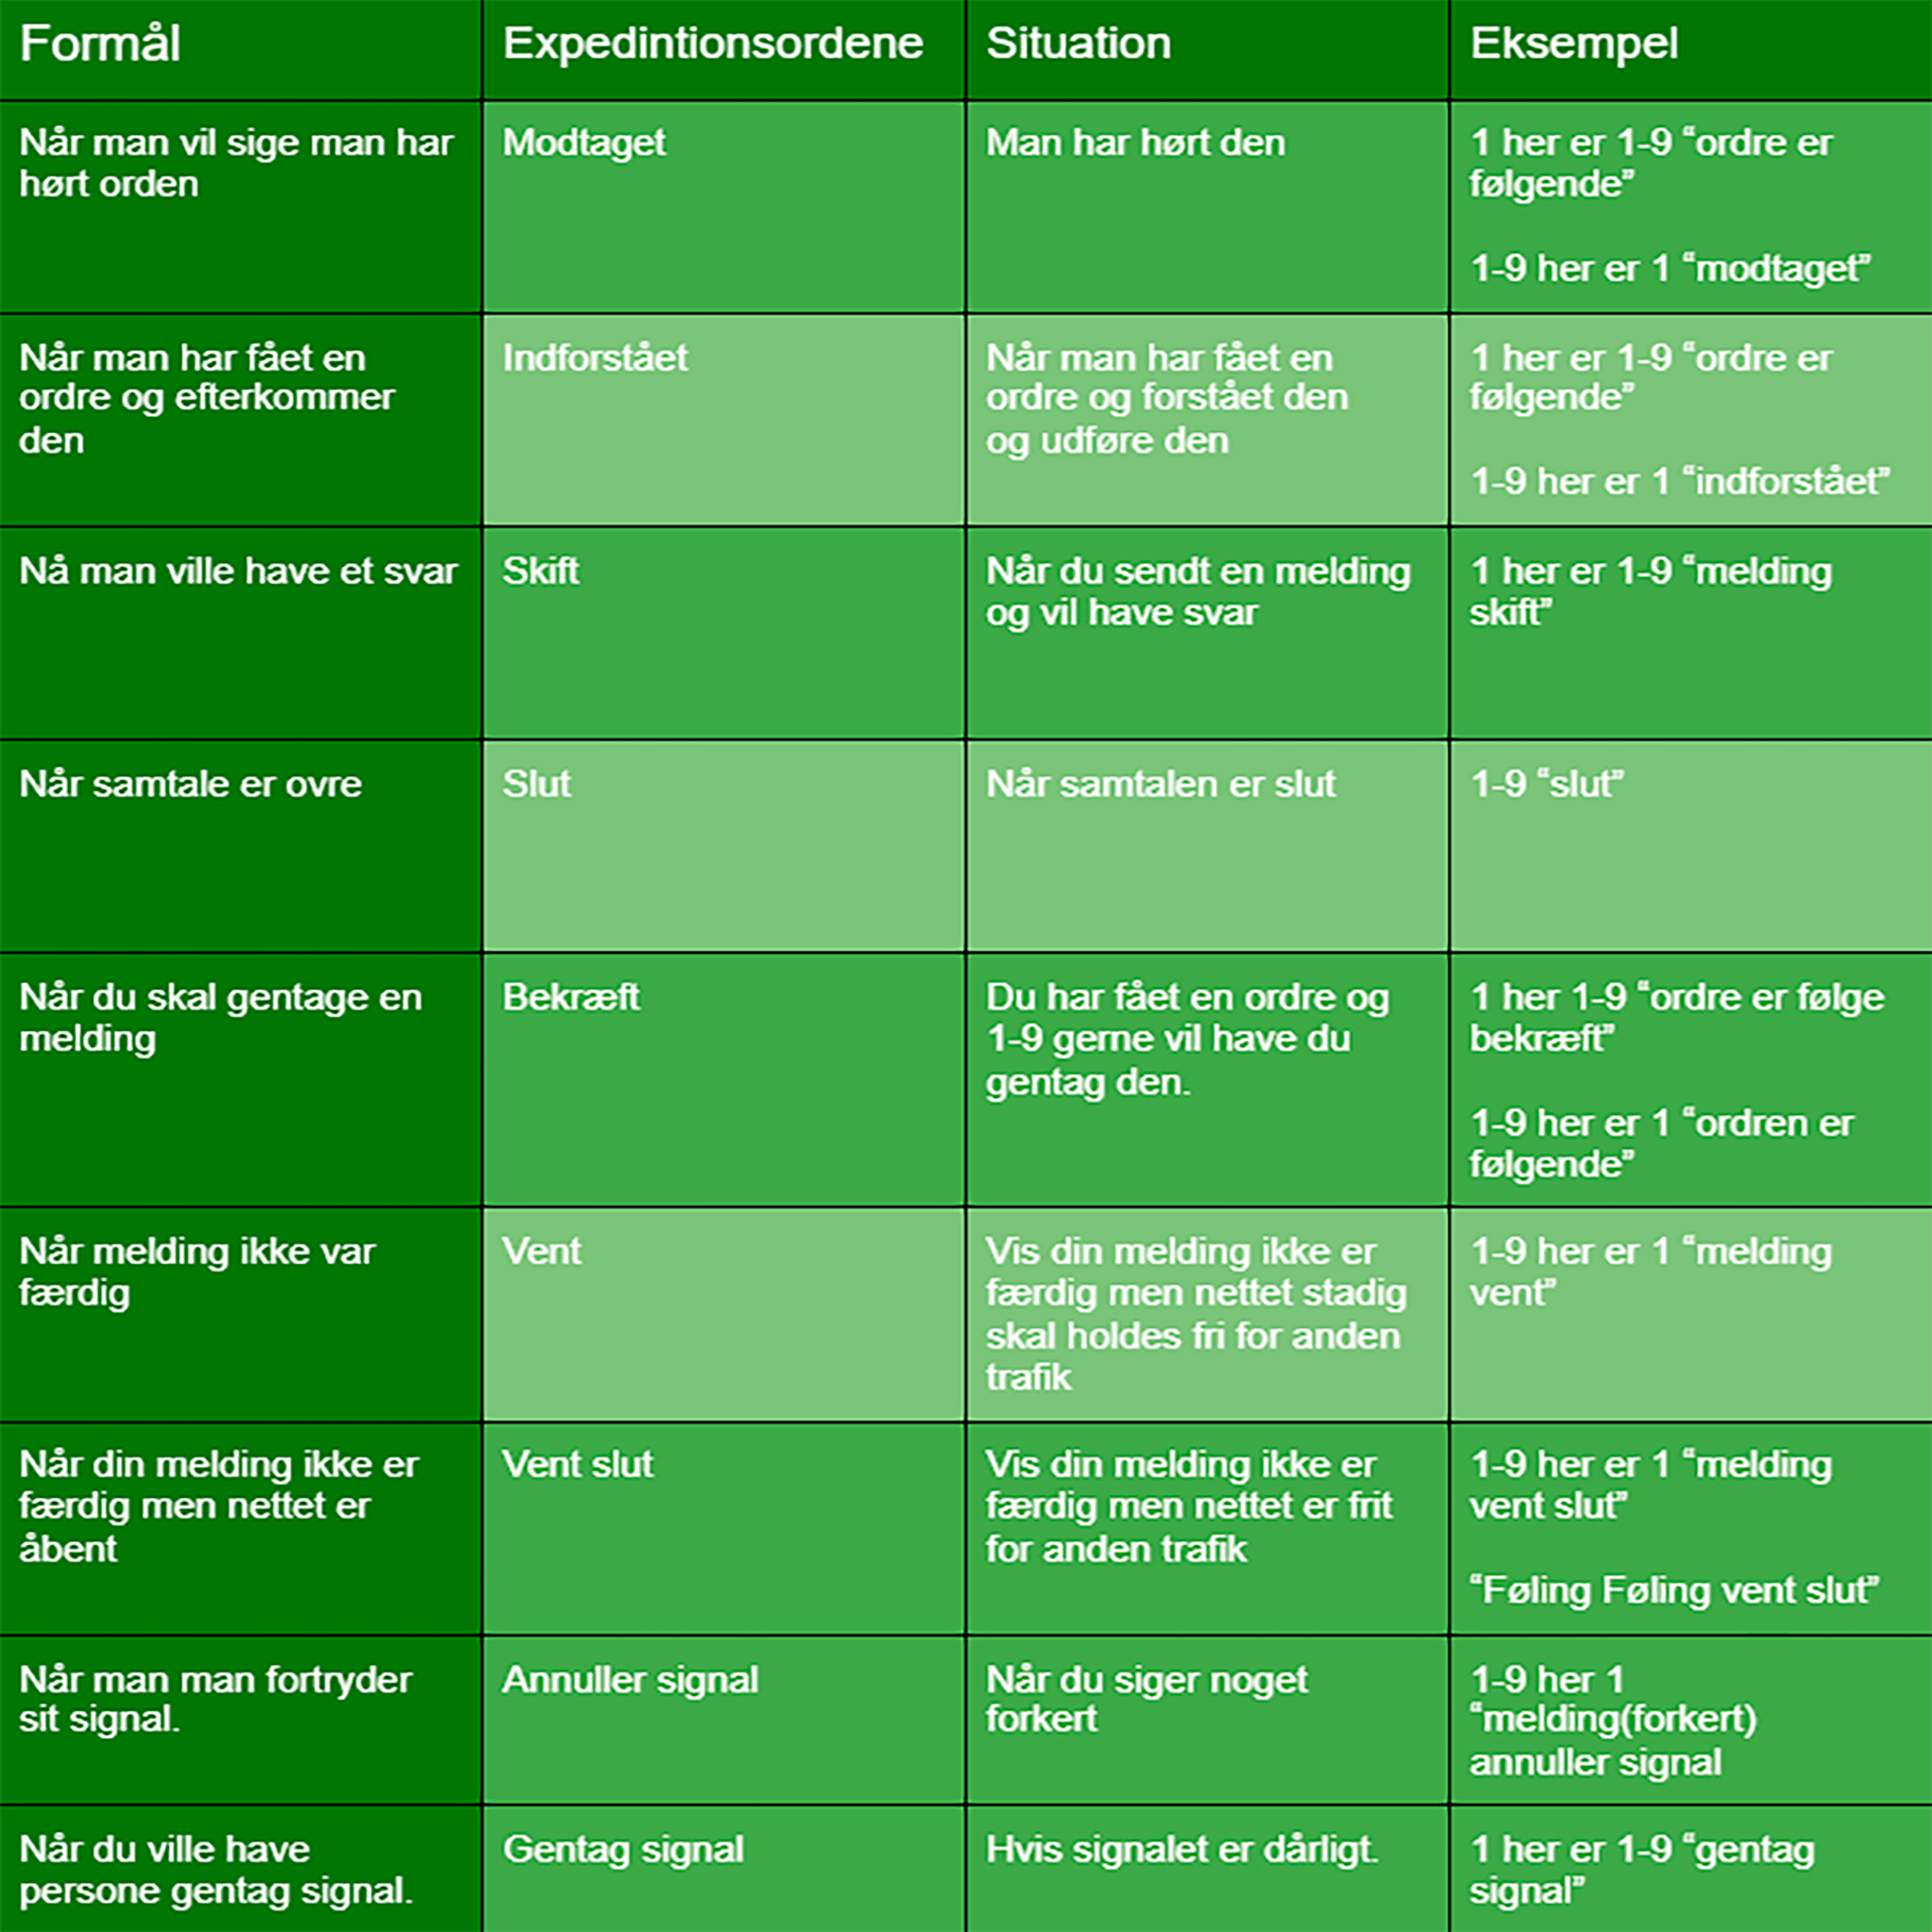 Formål
Expedintionsordene
Situation
Eksempel
Når man vil sige man har
hørt orden
Modtaget
Man har hørt den
1 her er 1-9 “ordre er
følgende”
1-9 her er 1 “modtaget”
Når man har fået en
ordre og efterkommer
den
Indforstået
Når man har fået en
ordre og forstået den
og udføre den
1 her er 1-9 “ordre er
følgende”
1-9 her er 1 “indforstået”
Nå man ville have et svar
Skift
Når du sendt en melding
og vil have svar
1 her er 1-9 “melding
skift”
Når samtale er ovre
Slut
Når samtalen er slut
1-9 “slut”
Når du skal gentage en
melding
Bekræft
Du har fået en ordre og
1-9 gerne vil have du
gentag den.
1 her 1-9 “ordre er følge
bekræft”
1-9 her er 1 “ordren er
følgende”
Når melding ikke var
færdig
Vent
Vis din melding ikke er
færdig men nettet stadig
skal holdes fri for anden
trafik
1-9 her er 1 “melding
vent”
Når din melding ikke er
færdig men nettet er
åbent
Vent slut
Vis din melding ikke er
færdig men nettet er frit
for anden trafik
1-9 her er 1 “melding
vent slut”
“Føling Føling vent slut”
Når man man fortryder
sit signal.
Annuller signal
Når du siger noget
forkert
1-9 her 1
“melding(forkert)
annuller signal
Når du ville have
persone gentag signal.
Gentag signal
Hvis signalet er dårligt.
1 her er 1-9 “gentag
signal”